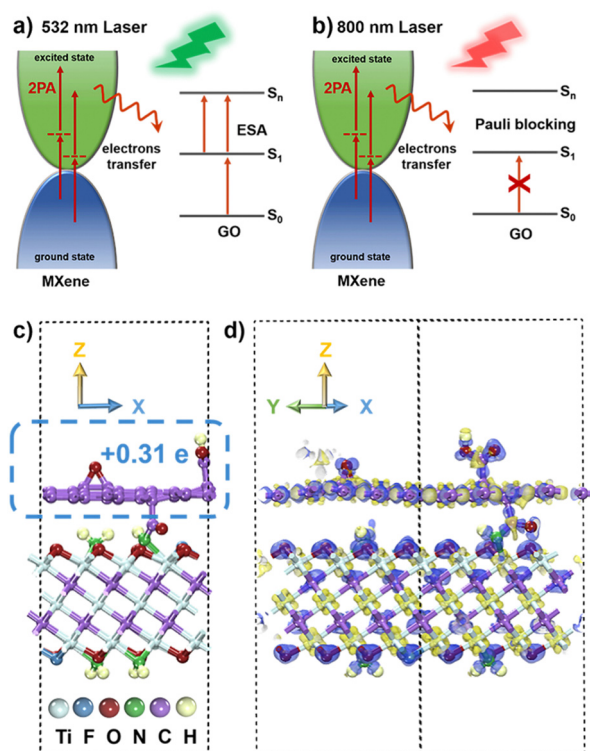 a) 532 nm Laser
excited state
2PA
electrons
transfer
ground state
MXene
Sn
ESA
S1
S0
GO
b) 800 nm Laser
excited state
2PA
electrons
transfer
ground state
MXene
Sn
Pauli blocking
S1
S0
GO
c)
Z
X
+0.31 e
Ti F O N C H
d)
Z
Y X